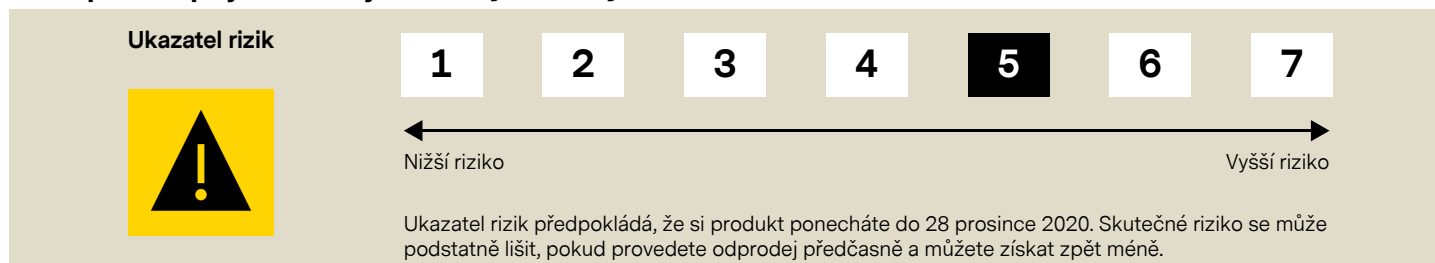 Ukazatel rizik
1 2 3 4 5 6 7
Nižší riziko Vyšší riziko
Ukazatel rizik předpokládá, že si produkt ponecháte do 28 prosince 2020. Skutečné riziko se může
podstatně lišit, pokud provedete odprodej předčasně a můžete získat zpět méně.